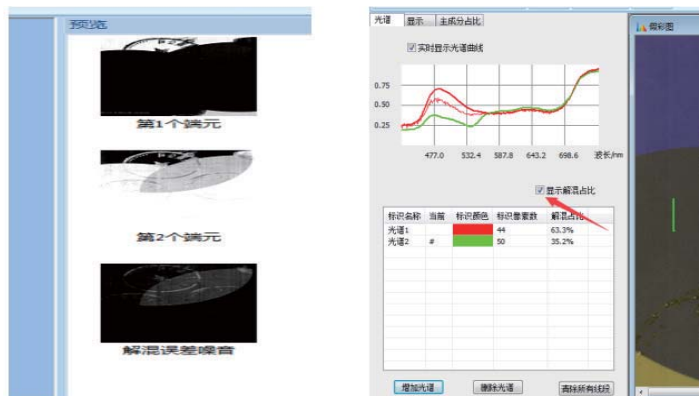 预览
第1个端元
第2个端元
解混误差噪音
光谱 显示 主成分占比
实时显示光谱曲线
0.75
0.50
0.25
477.0 532.4 587.8 643.2 698.6 波长/nm
显示解混占比
标识名称 当前 标识颜色 标识像素数 解混占比
光谱1 44 63.3%
光谱2 # 50 35.2%
增加光谱 删除光谱 清除所有线段
假彩图